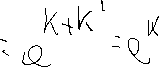 = e^{K+K'} = e^K